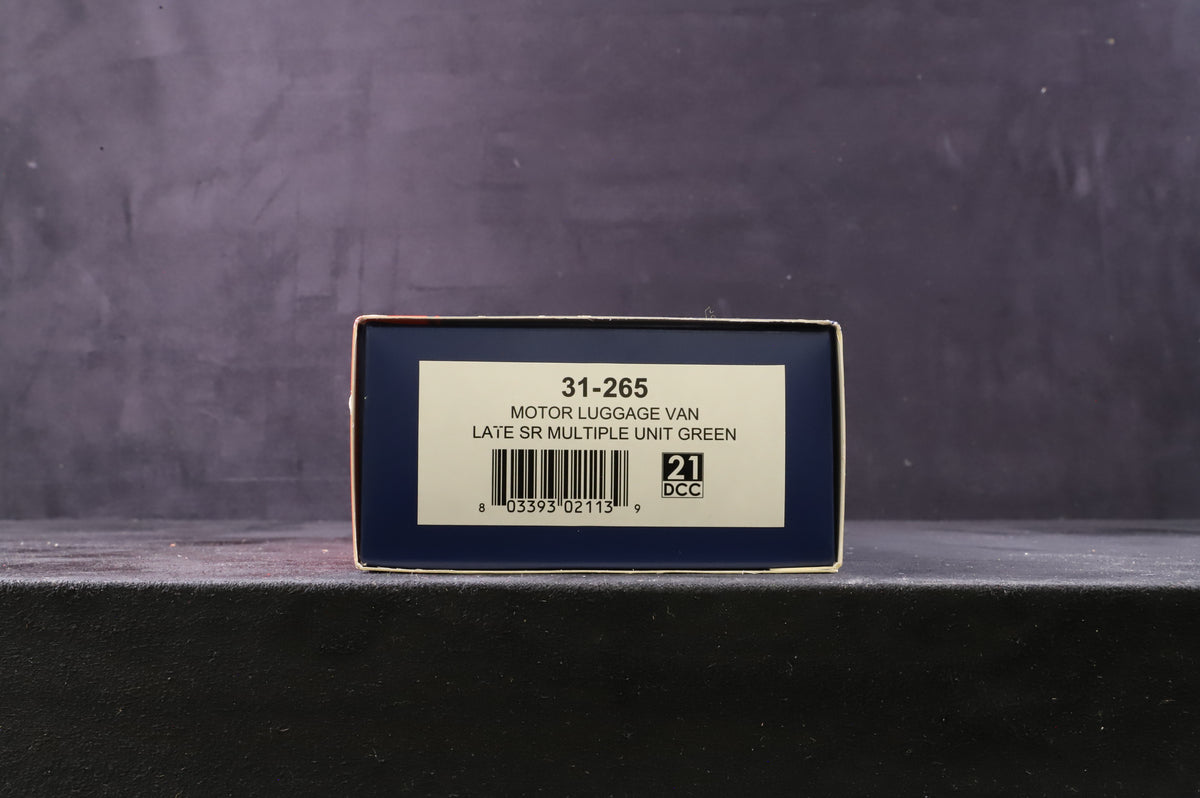 31-265
MOTOR LUGGAGE VAN
LATE SR MULTIPLE UNIT GREEN
21
DCC
8 03393 02113 9